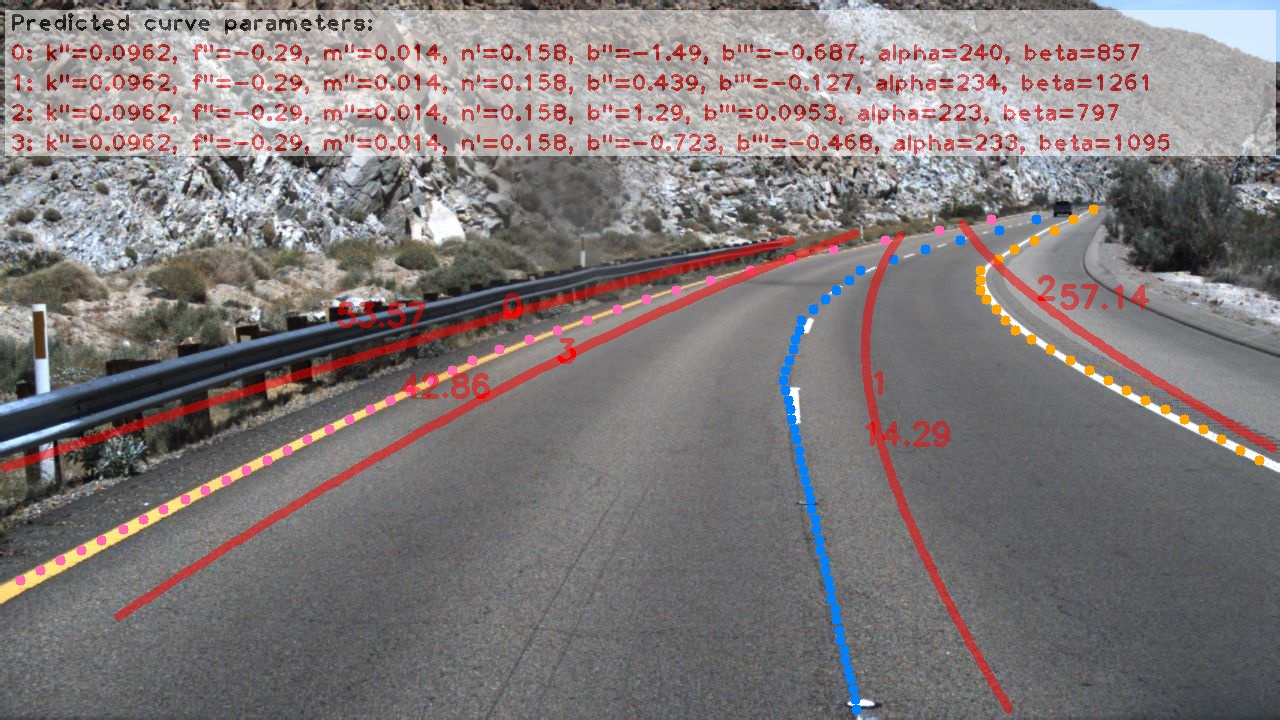 Predicted curve parameters:
0: k''=0.0962, f''=-0.29, m''=0.014, n'=0.158, b''=-1.49, b'''=-0.687, alpha=240, beta=857
1: k''=0.0962, f''=-0.29, m''=0.014, n'=0.158, b''=0.439, b'''=-0.127, alpha=234, beta=1261
2: k''=0.0962, f''=-0.29, m''=0.014, n'=0.158, b''=1.29, b'''=0.0953, alpha=223, beta=797
3: k''=0.0962, f''=-0.29, m''=0.014, n'=0.158, b''=-0.723, b'''=-0.468, alpha=233, beta=1095
2
57.14
0
53.57
3
42.86
1
14.29